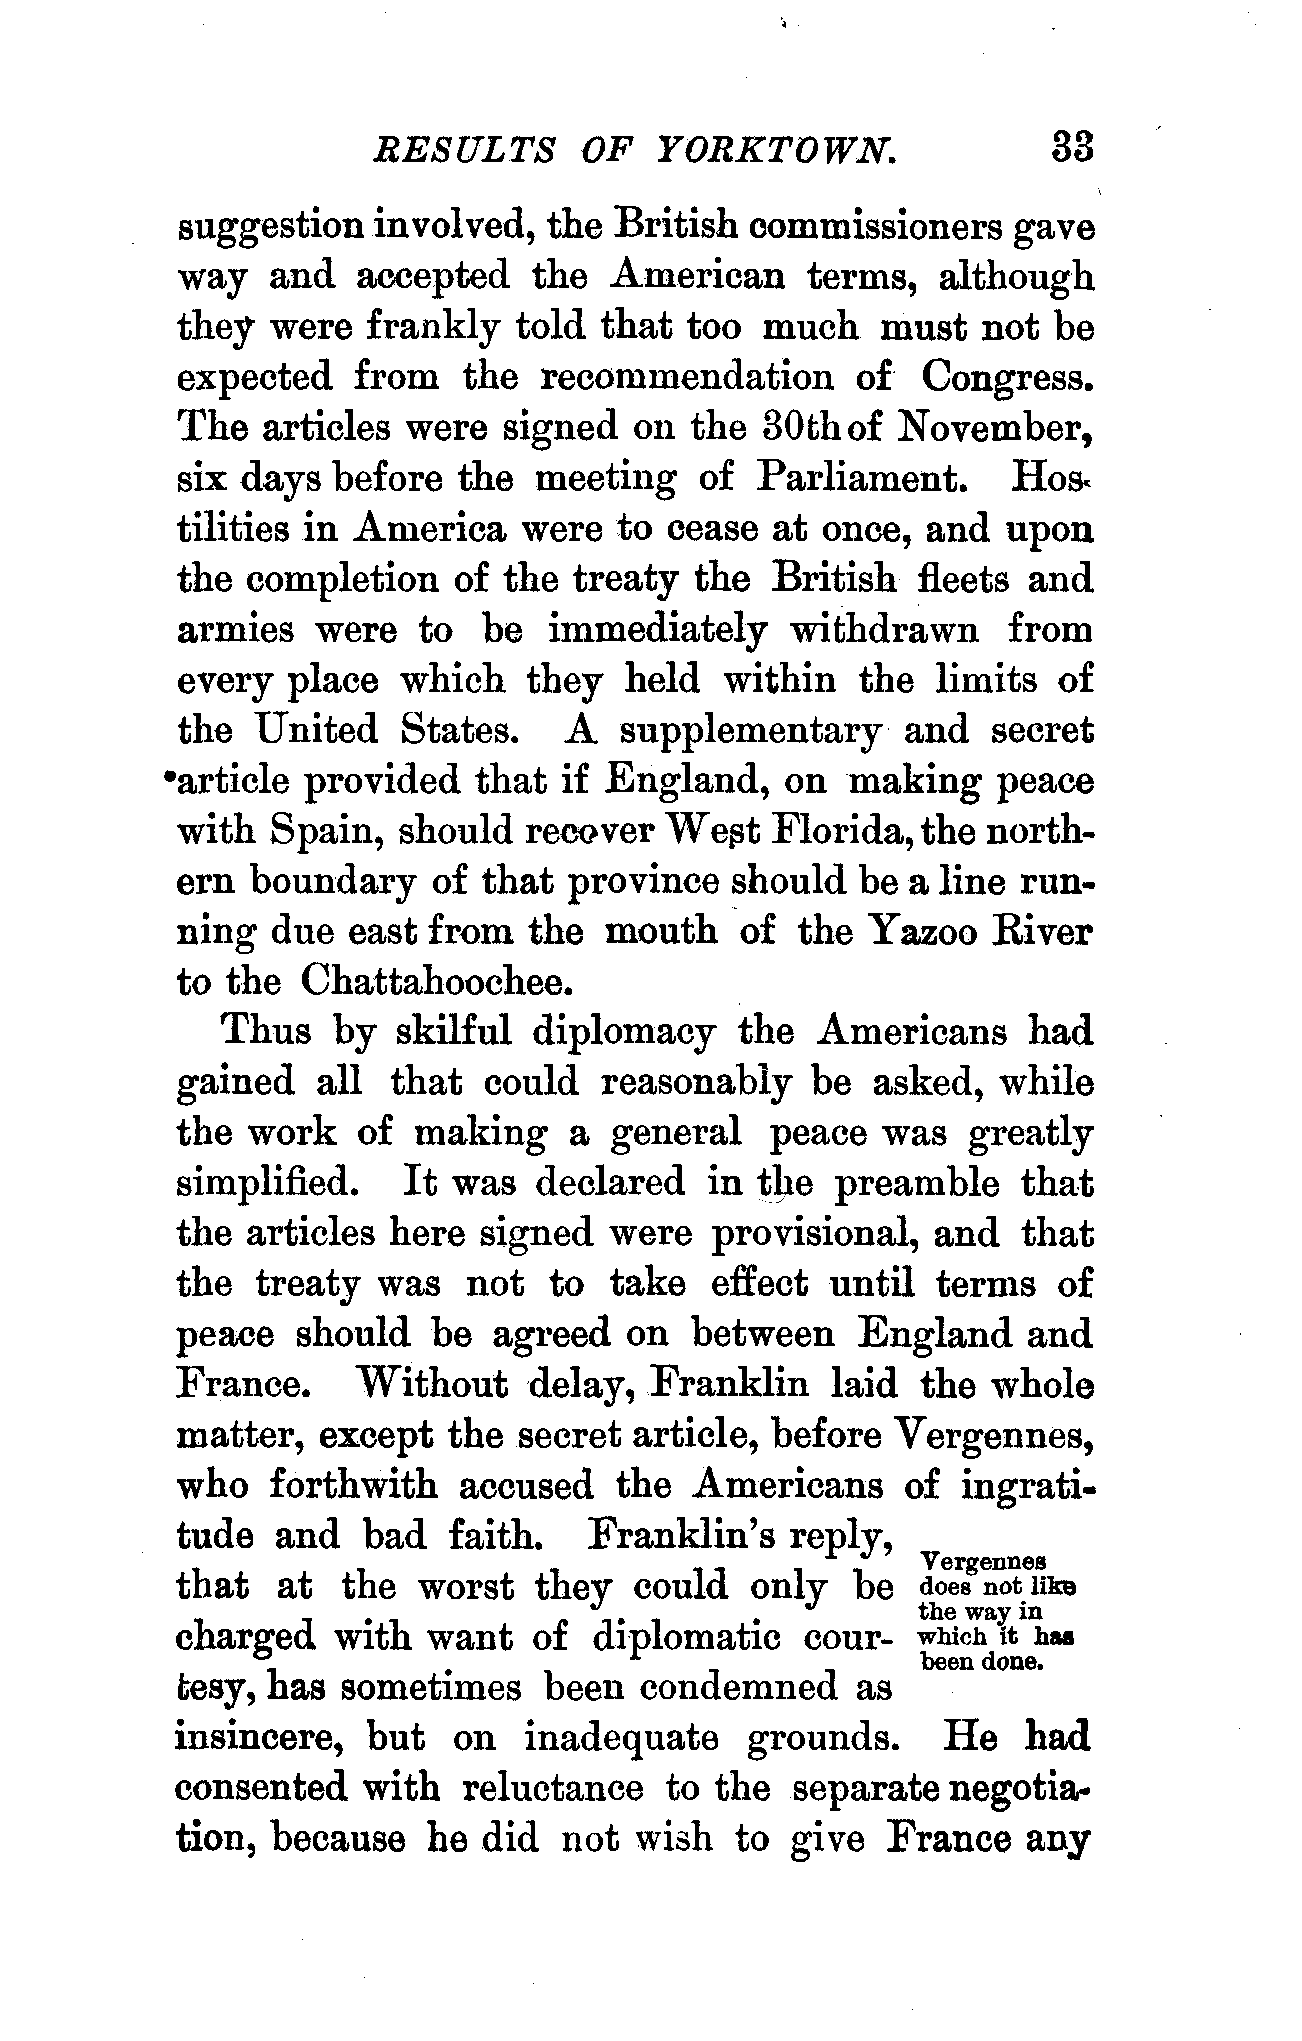 RESULTS OF YORKTOWN. 33
suggestion involved, the British commissioners gave
way and accepted the American terms, although
they were frankly told that too much must not be
expected from the recommendation of Congress.
The articles were signed on the 30th of November,
six days before the meeting of Parliament. Hos-
tilities in America were to cease at once, and upon
the completion of the treaty the British fleets and
armies were to be immediately withdrawn from
every place which they held within the limits of
the United States. A supplementary and secret
article provided that if England, on making peace
with Spain, should recover West Florida, the north-
ern boundary of that province should be a line run-
ning due east from the mouth of the Yazoo River
to the Chattahoochee.
Thus by skilful diplomacy the Americans had
gained all that could reasonably be asked, while
the work of making a general peace was greatly
simplified. It was declared in the preamble that
the articles here signed were provisional, and that
the treaty was not to take effect until terms of
peace should be agreed on between England and
France. Without delay, Franklin laid the whole
matter, except the secret article, before Vergennes,
who forthwith accused the Americans of ingrati-
tude and bad faith. Franklin's reply,
that at the worst they could only be
charged with want of diplomatic cour-
tesy, has sometimes been condemned as
Vergennes
does not like
the way in
which it has
been done.
insincere, but on inadequate grounds. He had
consented with reluctance to the separate negotia-
tion, because he did not wish to give France any